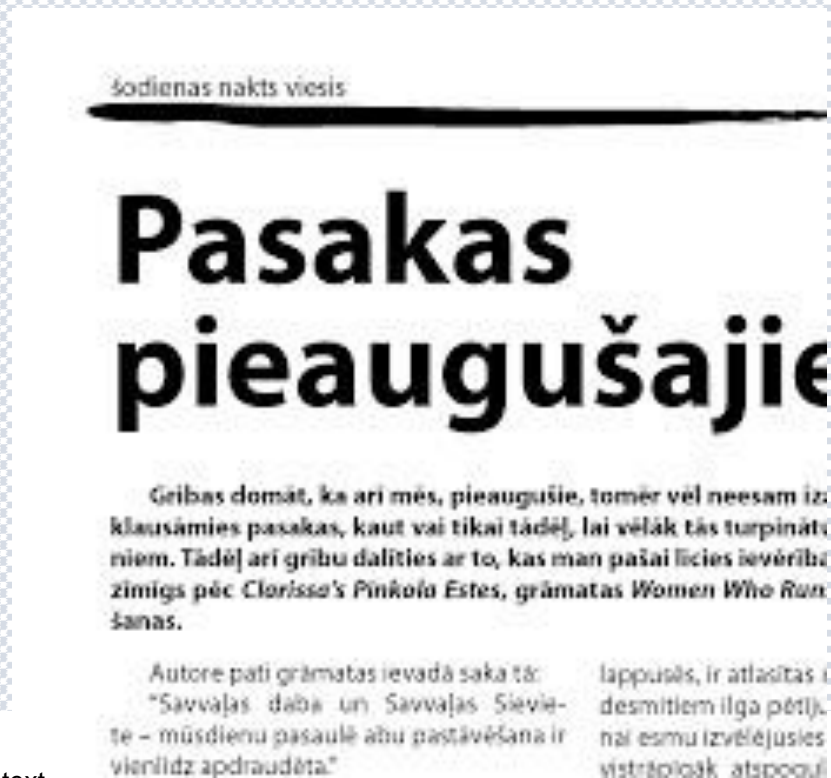 šodienas nakts viesis
Pasakas
pieaugušajie
Gribas domāt, ka arī mēs, pieaugušie, tomēr vēl neesam iz
klausāmies pasakas, kaut vai tikai tādēļ, lai vēlāk tās turpināt
niem. Tādēļ arī gribu dalīties ar to, kas man pašai licies ievērība
zīmīgs pēc Clarissa's Pinkola Estes, grāmatas Women Who Run
šanas.
Autore pati grāmatas ievadā saka tā:
"Savvaļas daba un Savvaļas Sievie-
te – mūsdienu pasaulē abu pastāvēšana ir
vienlīdz apdraudēta."
lappusēs, ir atlasītas
desmitiem ilga pētīj
nai esmu izvēlējusies
vistrāpīgāk atspogul
text